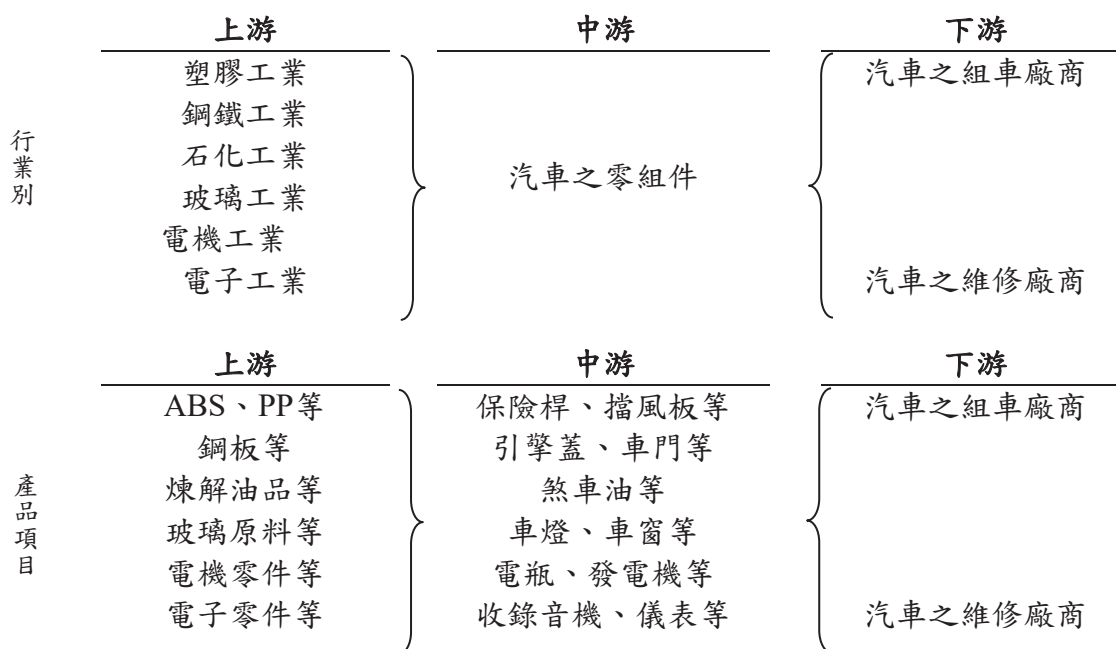 上游 中游 下游
行業別
塑膠工業 汽車之組車廠商
鋼鐵工業
石化工業
汽車之零組件
玻璃工業
電機工業
電子工業 汽車之維修廠商
上游 中游 下游
產品項目
ABS、PP等 保險桿、擋風板等 汽車之組車廠商
鋼板等 引擎蓋、車門等
煉解油品等 煞車油等
玻璃原料等 車燈、車窗等
電機零件等 電瓶、發電機等
電子零件等 收錄音機、儀表等 汽車之維修廠商